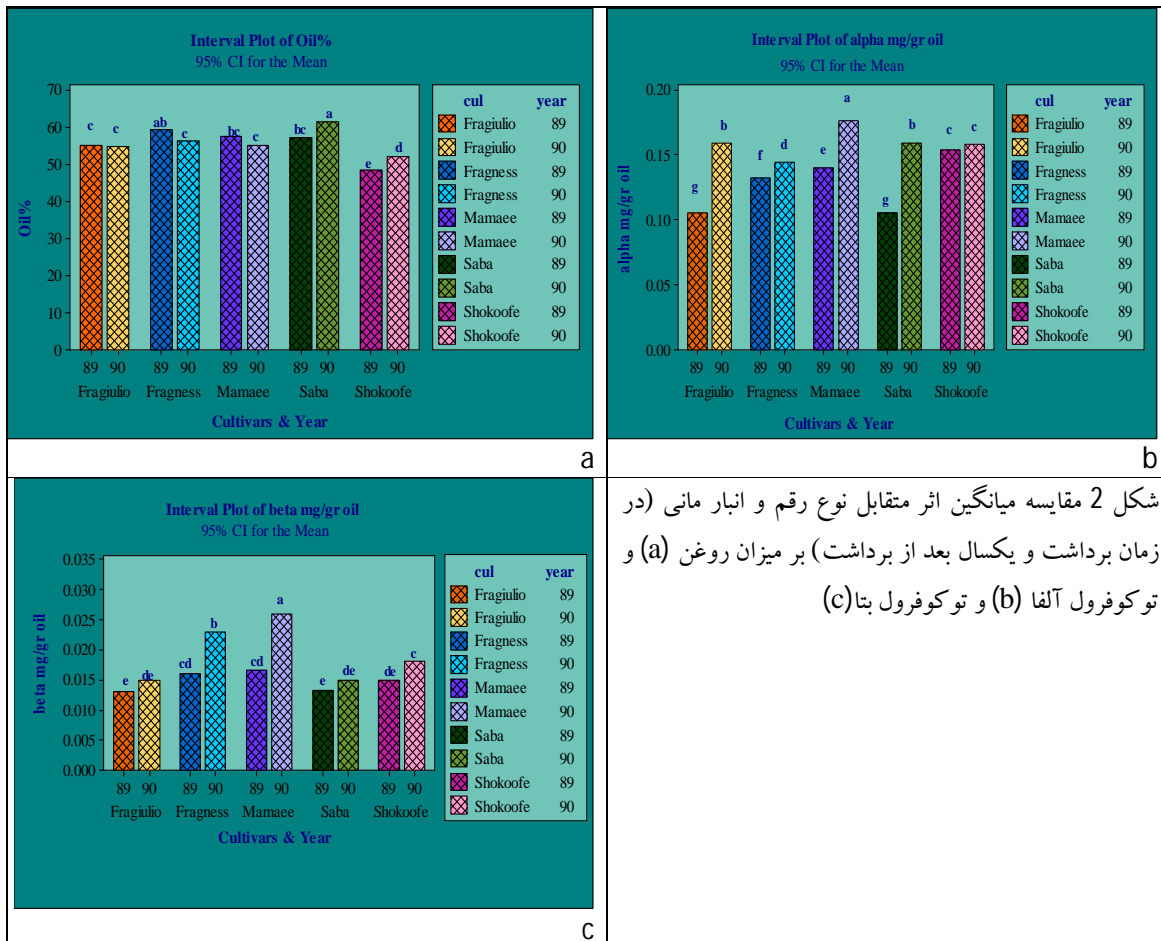 Interval Plot of Oil%
95% CI for the Mean
Oil%
70
60
50
40
30
20
10
0
c
c
ab
c
bc
c
bc
a
e
d
89 90 89 90 89 90 89 90 89 90
Fragiulio Fragness Mamaee Saba Shokoofe
Cultivars & Year
cul year
Fragiulio 89
Fragiulio 90
Fragness 89
Fragness 90
Mamaee 89
Mamaee 90
Saba 89
Saba 90
Shokoofe 89
Shokoofe 90
a
Interval Plot of alpha mg/gr oil
95% CI for the Mean
alpha mg/gr oil
0.20
0.15
0.10
0.05
0.00
g
b
f
d
e
a
g
b
c
c
89 90 89 90 89 90 89 90 89 90
Fragiulio Fragness Mamaee Saba Shokoofe
Cultivars & Year
cul year
Fragiulio 89
Fragiulio 90
Fragness 89
Fragness 90
Mamaee 89
Mamaee 90
Saba 89
Saba 90
Shokoofe 89
Shokoofe 90
b
Interval Plot of beta mg/gr oil
95% CI for the Mean
beta mg/gr oil
0.035
0.030
0.025
0.020
0.015
0.010
0.005
0.000
e
de
cd
b
cd
a
e
de
de
c
89 90 89 90 89 90 89 90 89 90
Fragiulio Fragness Mamaee Saba Shokoofe
Cultivars & Year
cul year
Fragiulio 89
Fragiulio 90
Fragness 89
Fragness 90
Mamaee 89
Mamaee 90
Saba 89
Saba 90
Shokoofe 89
Shokoofe 90
c
شکل 2 مقایسه میانگین اثر متقابل نوع رقم و انبار مانی (در
زمان برداشت و یکسال بعد از برداشت) بر میزان روغن (a) و
توکوفرول آلفا (b) و توکوفرول بتا(c)